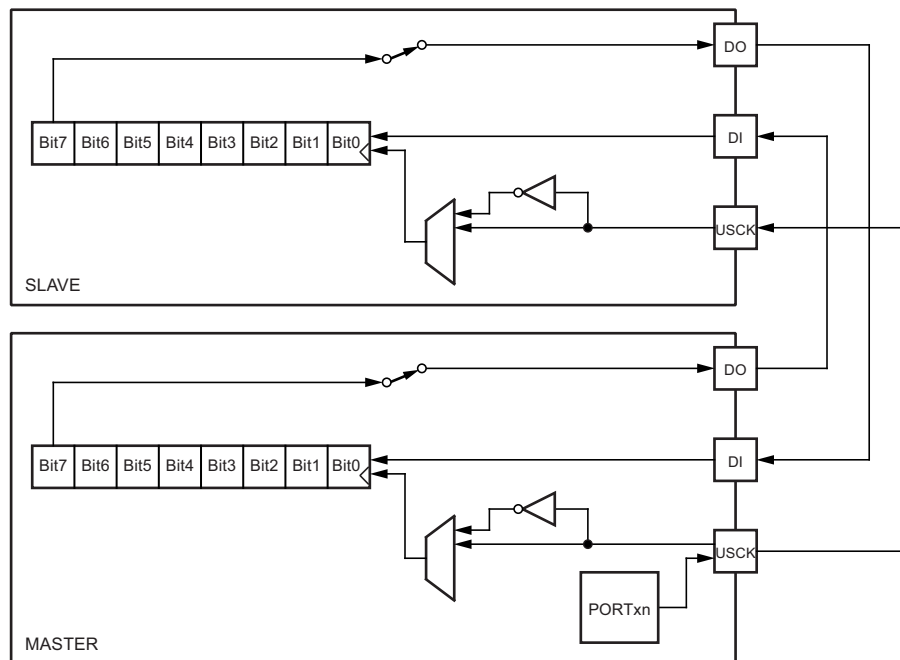 DO
Bit7 Bit6 Bit5 Bit4 Bit3 Bit2 Bit1 Bit0
DI
USCK
SLAVE
DO
Bit7 Bit6 Bit5 Bit4 Bit3 Bit2 Bit1 Bit0
DI
USCK
PORTxn
MASTER